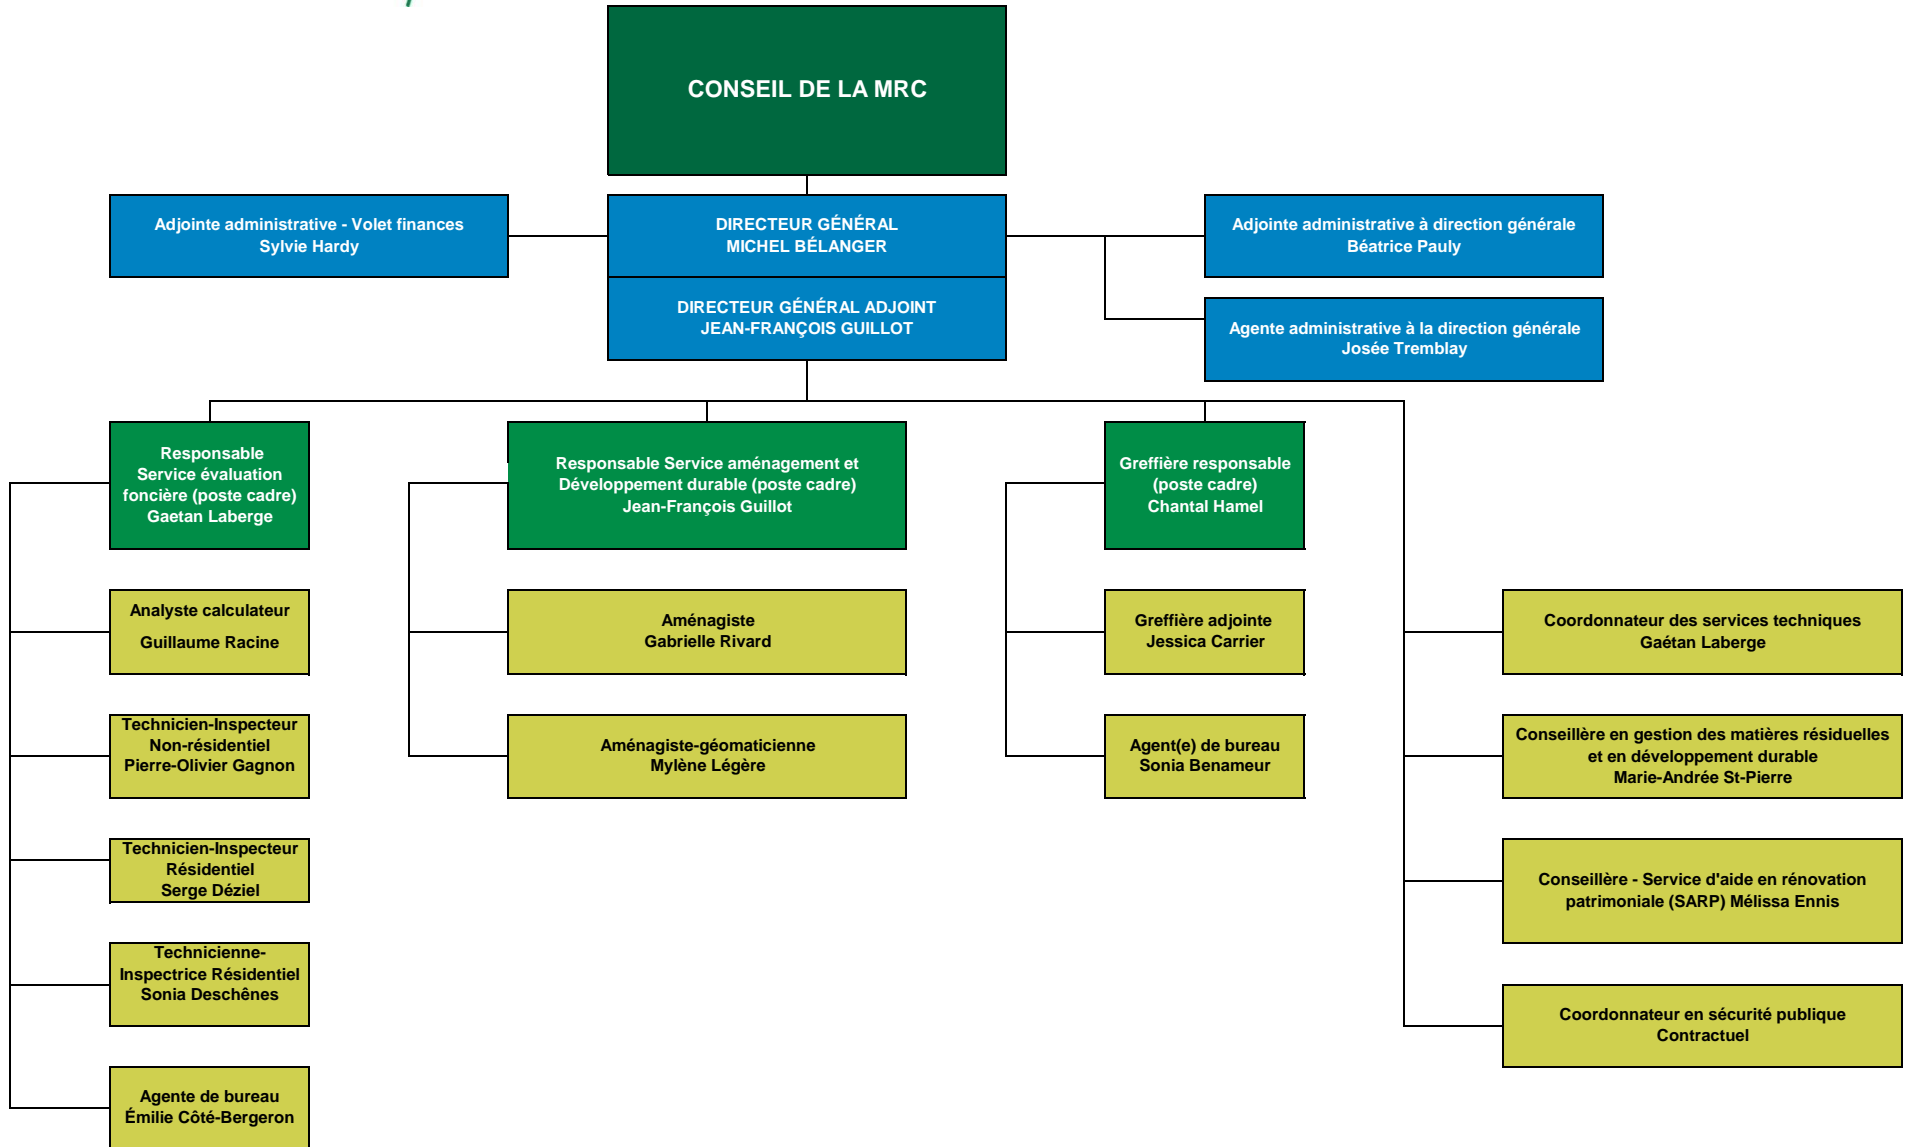 CONSEIL DE LA MRC
Adjointe administrative - Volet finances
Sylvie Hardy
DIRECTEUR GÉNÉRAL
MICHEL BÉLANGER
Adjointe administrative à direction générale
Béatrice Pauly
DIRECTEUR GÉNÉRAL ADJOINT
JEAN-FRANÇOIS GUILLOT
Agente administrative à la direction générale
Josée Tremblay
Responsable
Service évaluation
foncière (poste cadre)
Gaetan Laberge
Responsable Service aménagement et
Développement durable (poste cadre)
Jean-François Guillot
Greffière responsable
(poste cadre)
Chantal Hamel
Analyste calculateur
Guillaume Racine
Aménagiste
Gabrielle Rivard
Greffière adjointe
Jessica Carrier
Coordonnateur des services techniques
Gaétan Laberge
Technicien-Inspecteur
Non-résidentiel
Pierre-Olivier Gagnon
Aménagiste-géomaticienne
Mylène Légère
Agent(e) de bureau
Sonia Benameur
Conseillère en gestion des matières résiduelles
et en développement durable
Marie-Andrée St-Pierre
Technicien-Inspecteur
Résidentiel
Serge Déziel
Conseillère - Service d'aide en rénovation
patrimoniale (SARP) Mélissa Ennis
Technicienne-
Inspectrice Résidentiel
Sonia Deschênes
Coordonnateur en sécurité publique
Contractuel
Agente de bureau
Émilie Côté-Bergeron